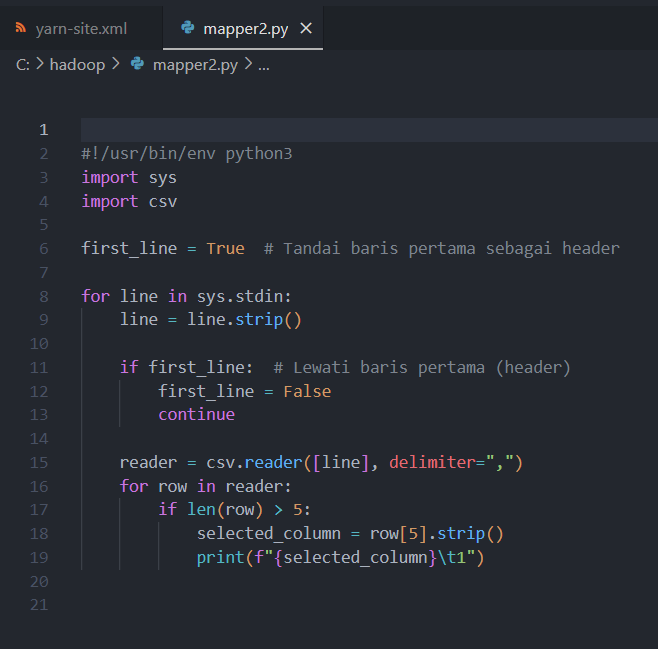 yarn-site.xml mapper2.py ×
C: > hadoop > mapper2.py > ...
1
2 #!/usr/bin/env python3
3 import sys
4 import csv
5
6 first_line = True  # Tandai baris pertama sebagai header
7
8 for line in sys.stdin:
9     line = line.strip()
10
11     if first_line:  # Lewati baris pertama (header)
12         first_line = False
13         continue
14
15     reader = csv.reader([line], delimiter=",")
16     for row in reader:
17         if len(row) > 5:
18             selected_column = row[5].strip()
19             print(f"{selected_column}\t1")
20
21